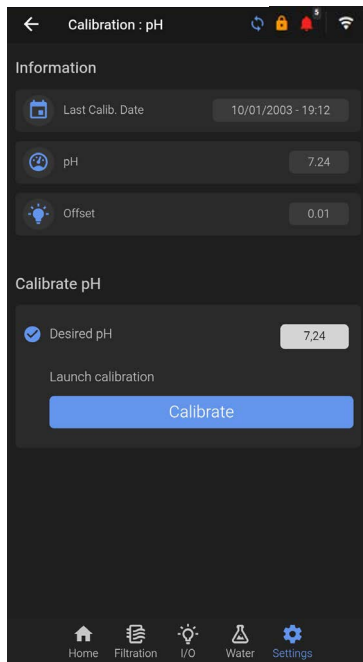 Calibration : pH
5
Information
Last Calib. Date
10/01/2003 - 19:12
pH
7.24
Offset
0.01
Calibrate pH
Desired pH
7,24
Launch calibration
Calibrate
Home
Filtration
I/O
Water
Settings